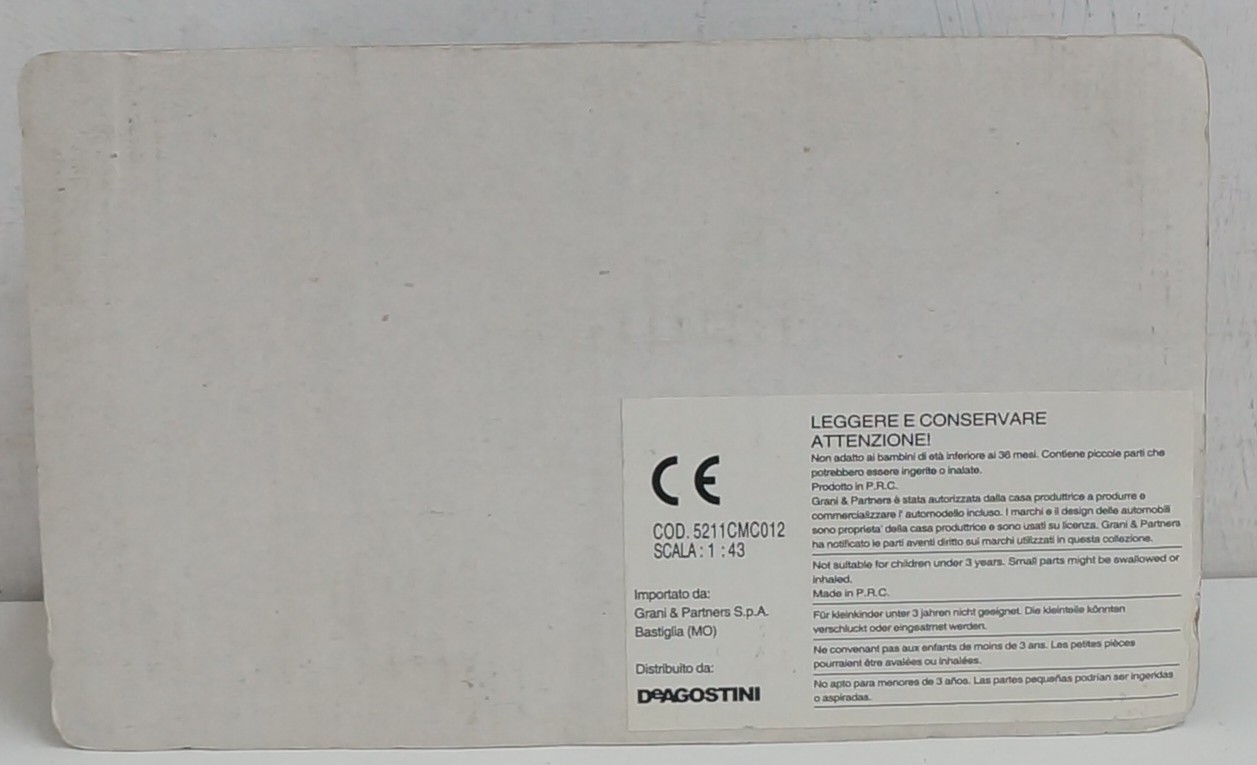 CE
COD. 5211CMC012
SCALA : 1 : 43
Importato da:
Grani & Partners S.p.A.
Bastiglia (MO)
Distribuito da:
DeAGOSTINI
LEGGERE E CONSERVARE
ATTENZIONE!
Non adatto ai bambini di età inferiore ai 36 mesi. Contiene piccole parti che
potrebbero essere ingerite o inalate.
Prodotto in P.R.C.
Grani & Partners è stata autorizzata dalla casa produttrice a produrre e
commercializzare l' automodello incluso. I marchi e il design delle automobili
sono proprieta' della casa produttrice e sono usati su licenza. Grani & Partners
ha notificato le parti aventi diritto sui marchi utilizzati in questa collezione.
Not suitable for children under 3 years. Small parts might be swallowed or
inhaled.
Made in P.R.C.
Für kleinkinder unter 3 jahren nicht geeignet. Die kleinteile könnten
verschluckt oder eingeatmet werden.
Ne convenant pas aux enfants de moins de 3 ans. Les petites pièces
pourraient être avalées ou inhalées.
No apto para menores de 3 años. Las partes pequeñas podrian ser ingeridas
o aspiradas.